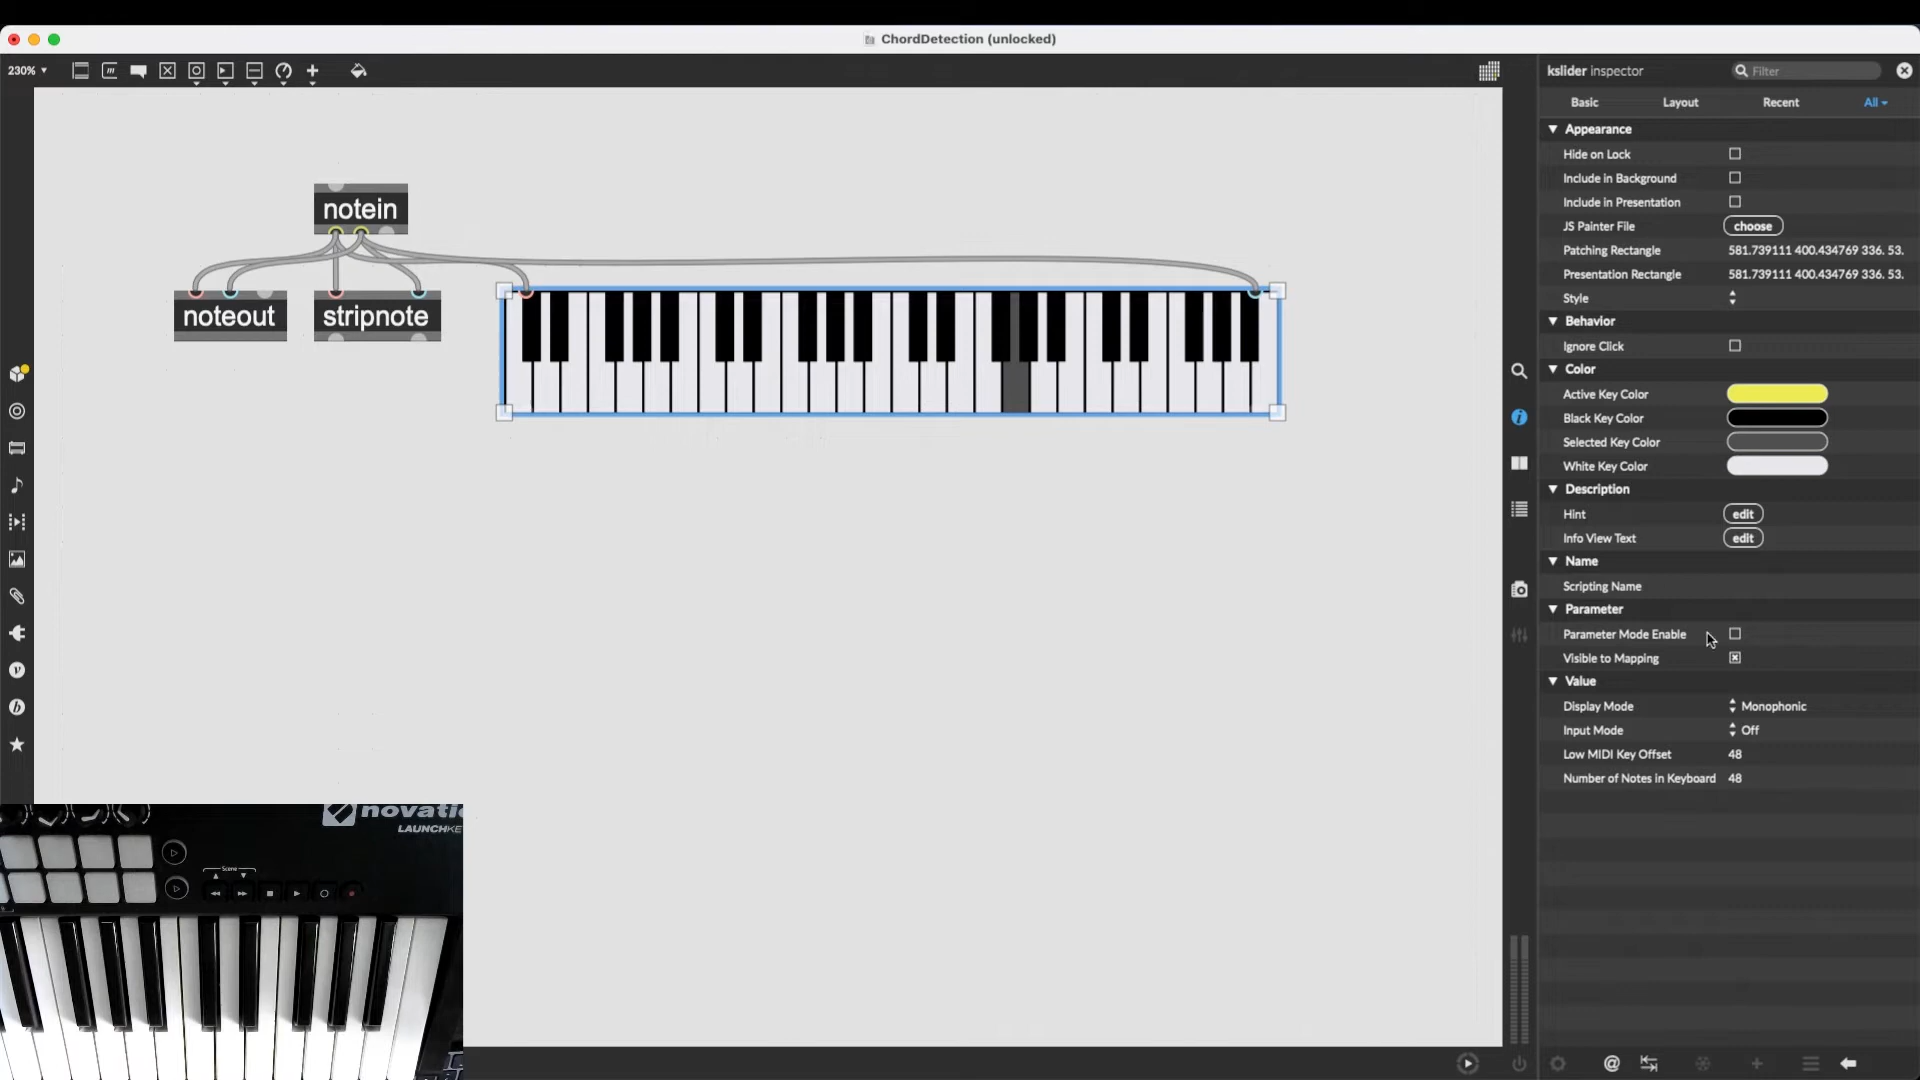 ChordDetection (unlocked)
230%
kslider inspector
Filter
Basic
Layout
Recent
All
Appearance
Hide on Lock
Include in Background
Include in Presentation
JS Painter File
choose
Patching Rectangle
581.739111 400.434769 336. 53.
Presentation Rectangle
581.739111 400.434769 336. 53.
Style
Behavior
Ignore Click
Color
Active Key Color
Black Key Color
Selected Key Color
White Key Color
Description
Hint
edit
Info View Text
edit
Name
Scripting Name
Parameter
Parameter Mode Enable
Visible to Mapping
Value
Display Mode
Monophonic
Input Mode
Off
Low MIDI Key Offset
48
Number of Notes in Keyboard
48
notein
noteout
stripnote
novati
LAUNCHKE
Scene